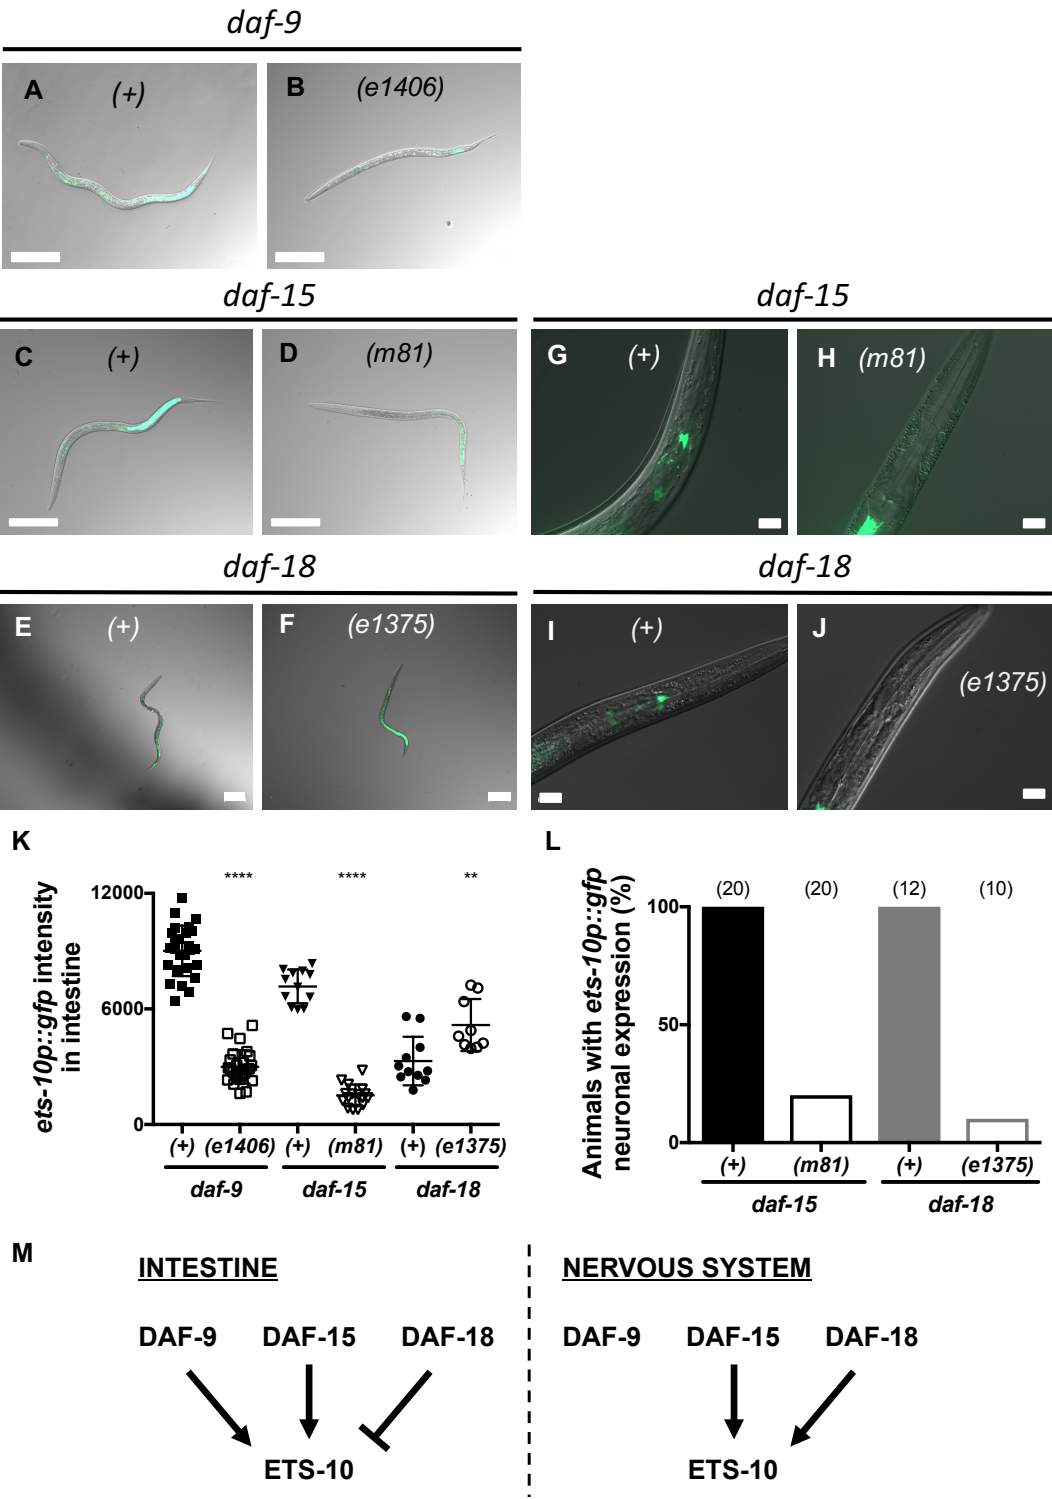 daf-9
A (+)
B (e1406)
daf-15
daf-15
C (+)
D (m81)
G (+)
H (m81)
daf-18
daf-18
E (+)
F (e1375)
I (+)
J
(e1375)
K
ets-10p::gfp intensity
in intestine
12000
6000
0
**** **** **
(+) (e1406) (+) (m81) (+) (e1375)
daf-9 daf-15 daf-18
L
Animals with ets-10p::gfp
neuronal expression (%)
100
50
0
(20) (20) (12) (10)
(+) (m81) (+) (e1375)
daf-15 daf-18
M
INTESTINE
DAF-9 DAF-15 DAF-18
ETS-10
NERVOUS SYSTEM
DAF-9 DAF-15 DAF-18
ETS-10